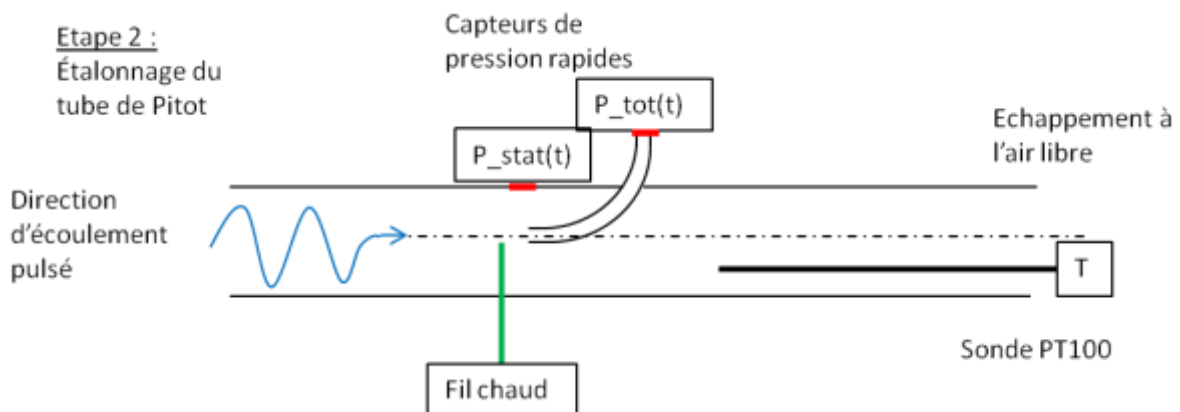 Etape 2 :
Étalonnage du
tube de Pitot
Capteurs de
pression rapides
P_tot(t)
P_stat(t)
Echappement à
l'air libre
Direction
d'écoulement
pulsé
T
Sonde PT100
Fil chaud